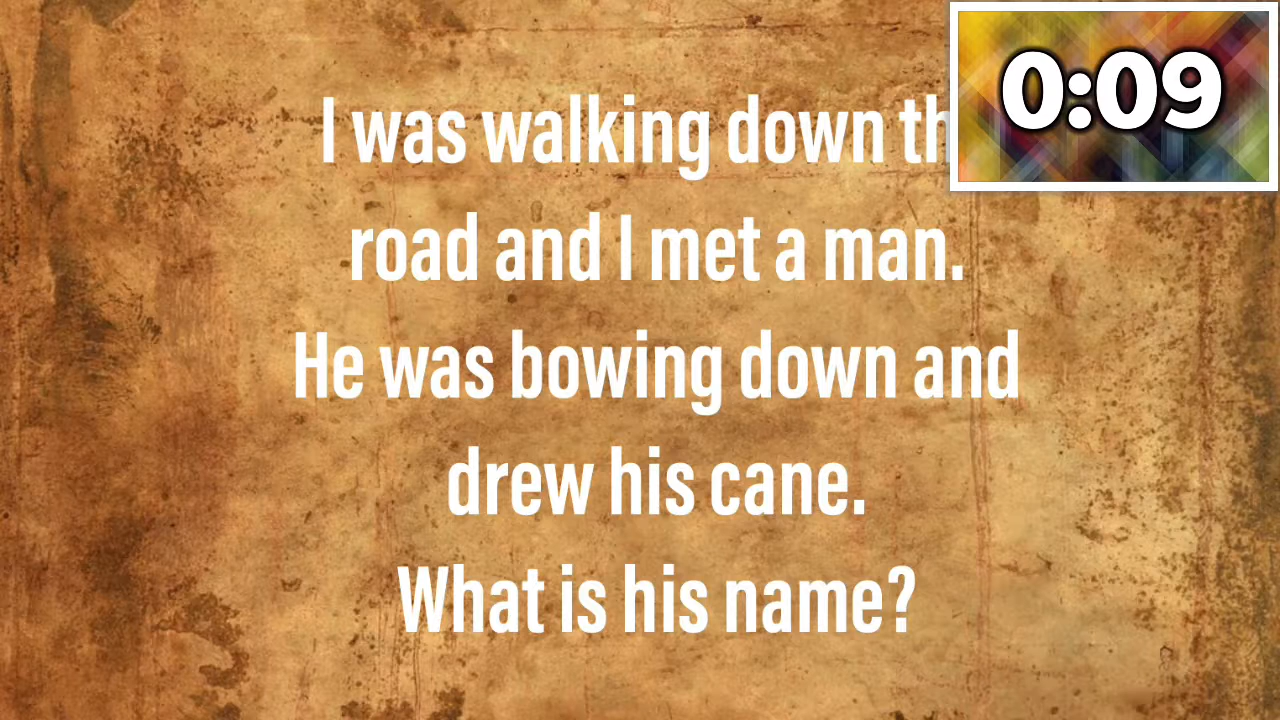 I was walking down
road and I met a man.
He was bowing down and
drew his cane.
What is his name?
0:09